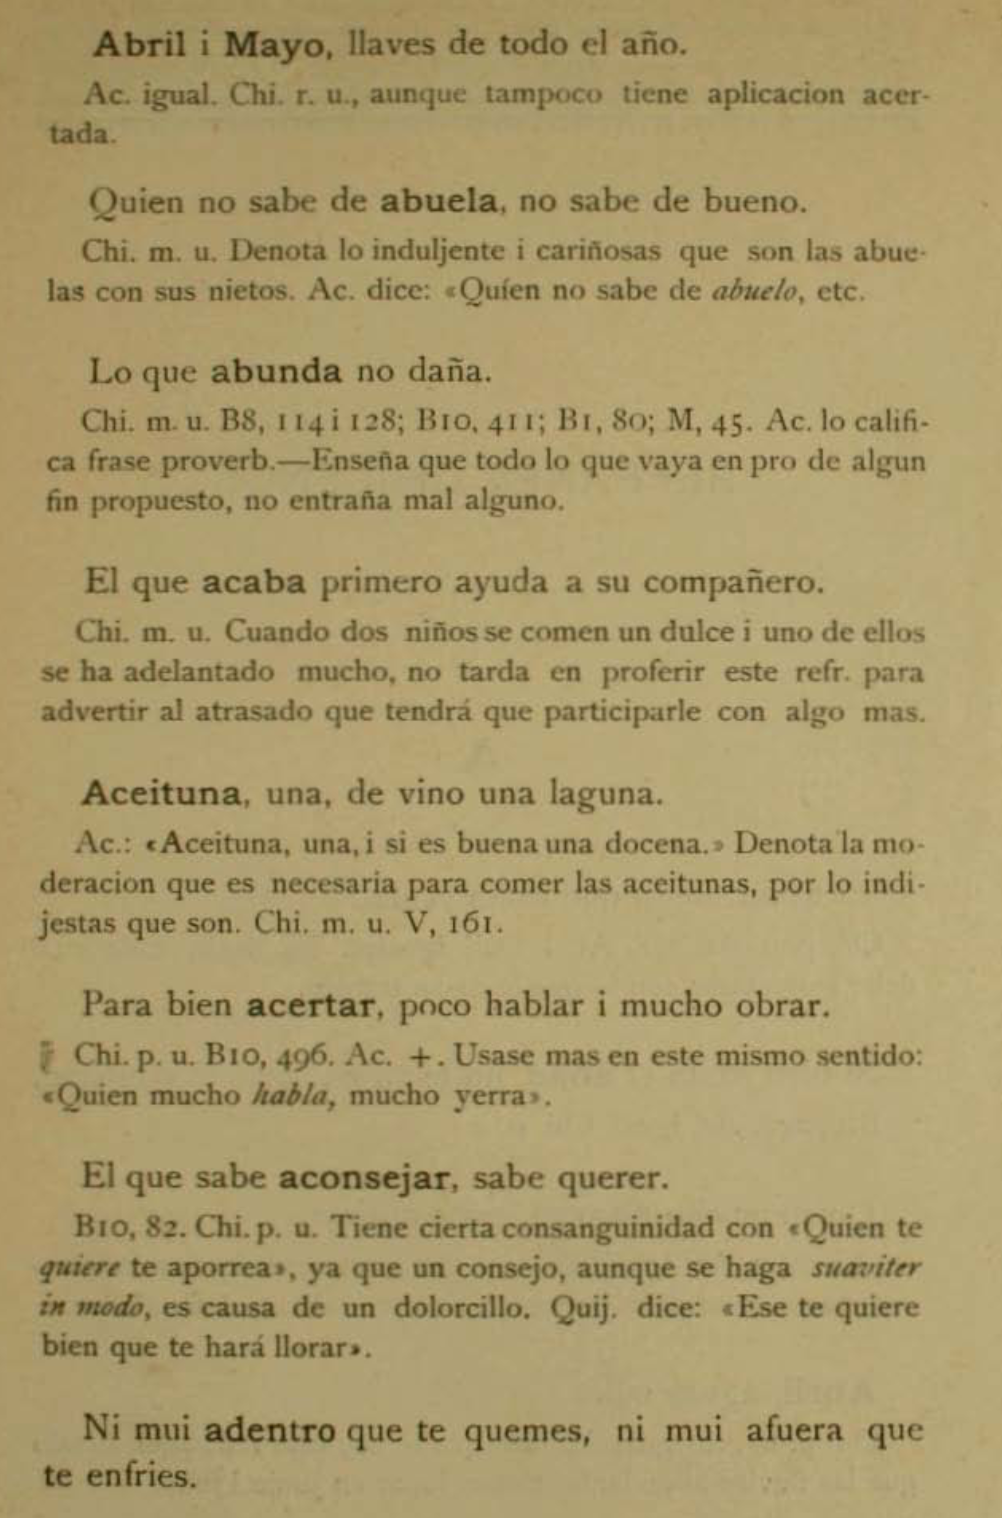 Abril i Mayo, llaves de todo el año.
Ac. igual. Chi. r. u., aunque tampoco tiene aplicacion acer-
tada.
Quien no sabe de abuela, no sabe de bueno.
Chi. m. u. Denota lo induljente i cariñosas que son las abue-
las con sus nietos. Ac. dice: «Quien no sabe de abuelo, etc.
Lo que abunda no daña.
Chi. m. u. B8, 114 i 128; B10, 411; B1, 80; M, 45. Ac. lo califi-
ca frase proverb.—Enseña que todo lo que vaya en pro de algun
fin propuesto, no entraña mal alguno.
El que acaba primero ayuda a su compañero.
Chi. m. u. Cuando dos niños se comen un dulce i uno de ellos
se ha adelantado mucho, no tarda en proferir este refr. para
advertir al atrasado que tendrá que participarle con algo mas.
Aceituna, una, de vino una laguna.
Ac.: «Aceituna, una, i si es buena una docena.» Denota la mo-
deracion que es necesaria para comer las aceitunas, por lo indi-
jestas que son. Chi. m. u. V, 161.
Para bien acertar, poco hablar i mucho obrar.
Chi. p. u. B10, 496. Ac. +. Usase mas en este mismo sentido:
«Quien mucho habla, mucho yerra».
El que sabe aconsejar, sabe querer.
B10, 82. Chi. p. u. Tiene cierta consanguinidad con «Quien te
quiere te aporrea», ya que un consejo, aunque se haga suaviter
in modo, es causa de un dolorcillo. Quij. dice: «Ese te quiere
bien que te hará llorar».
Ni mui adentro que te quemes, ni mui afuera que
te enfries.